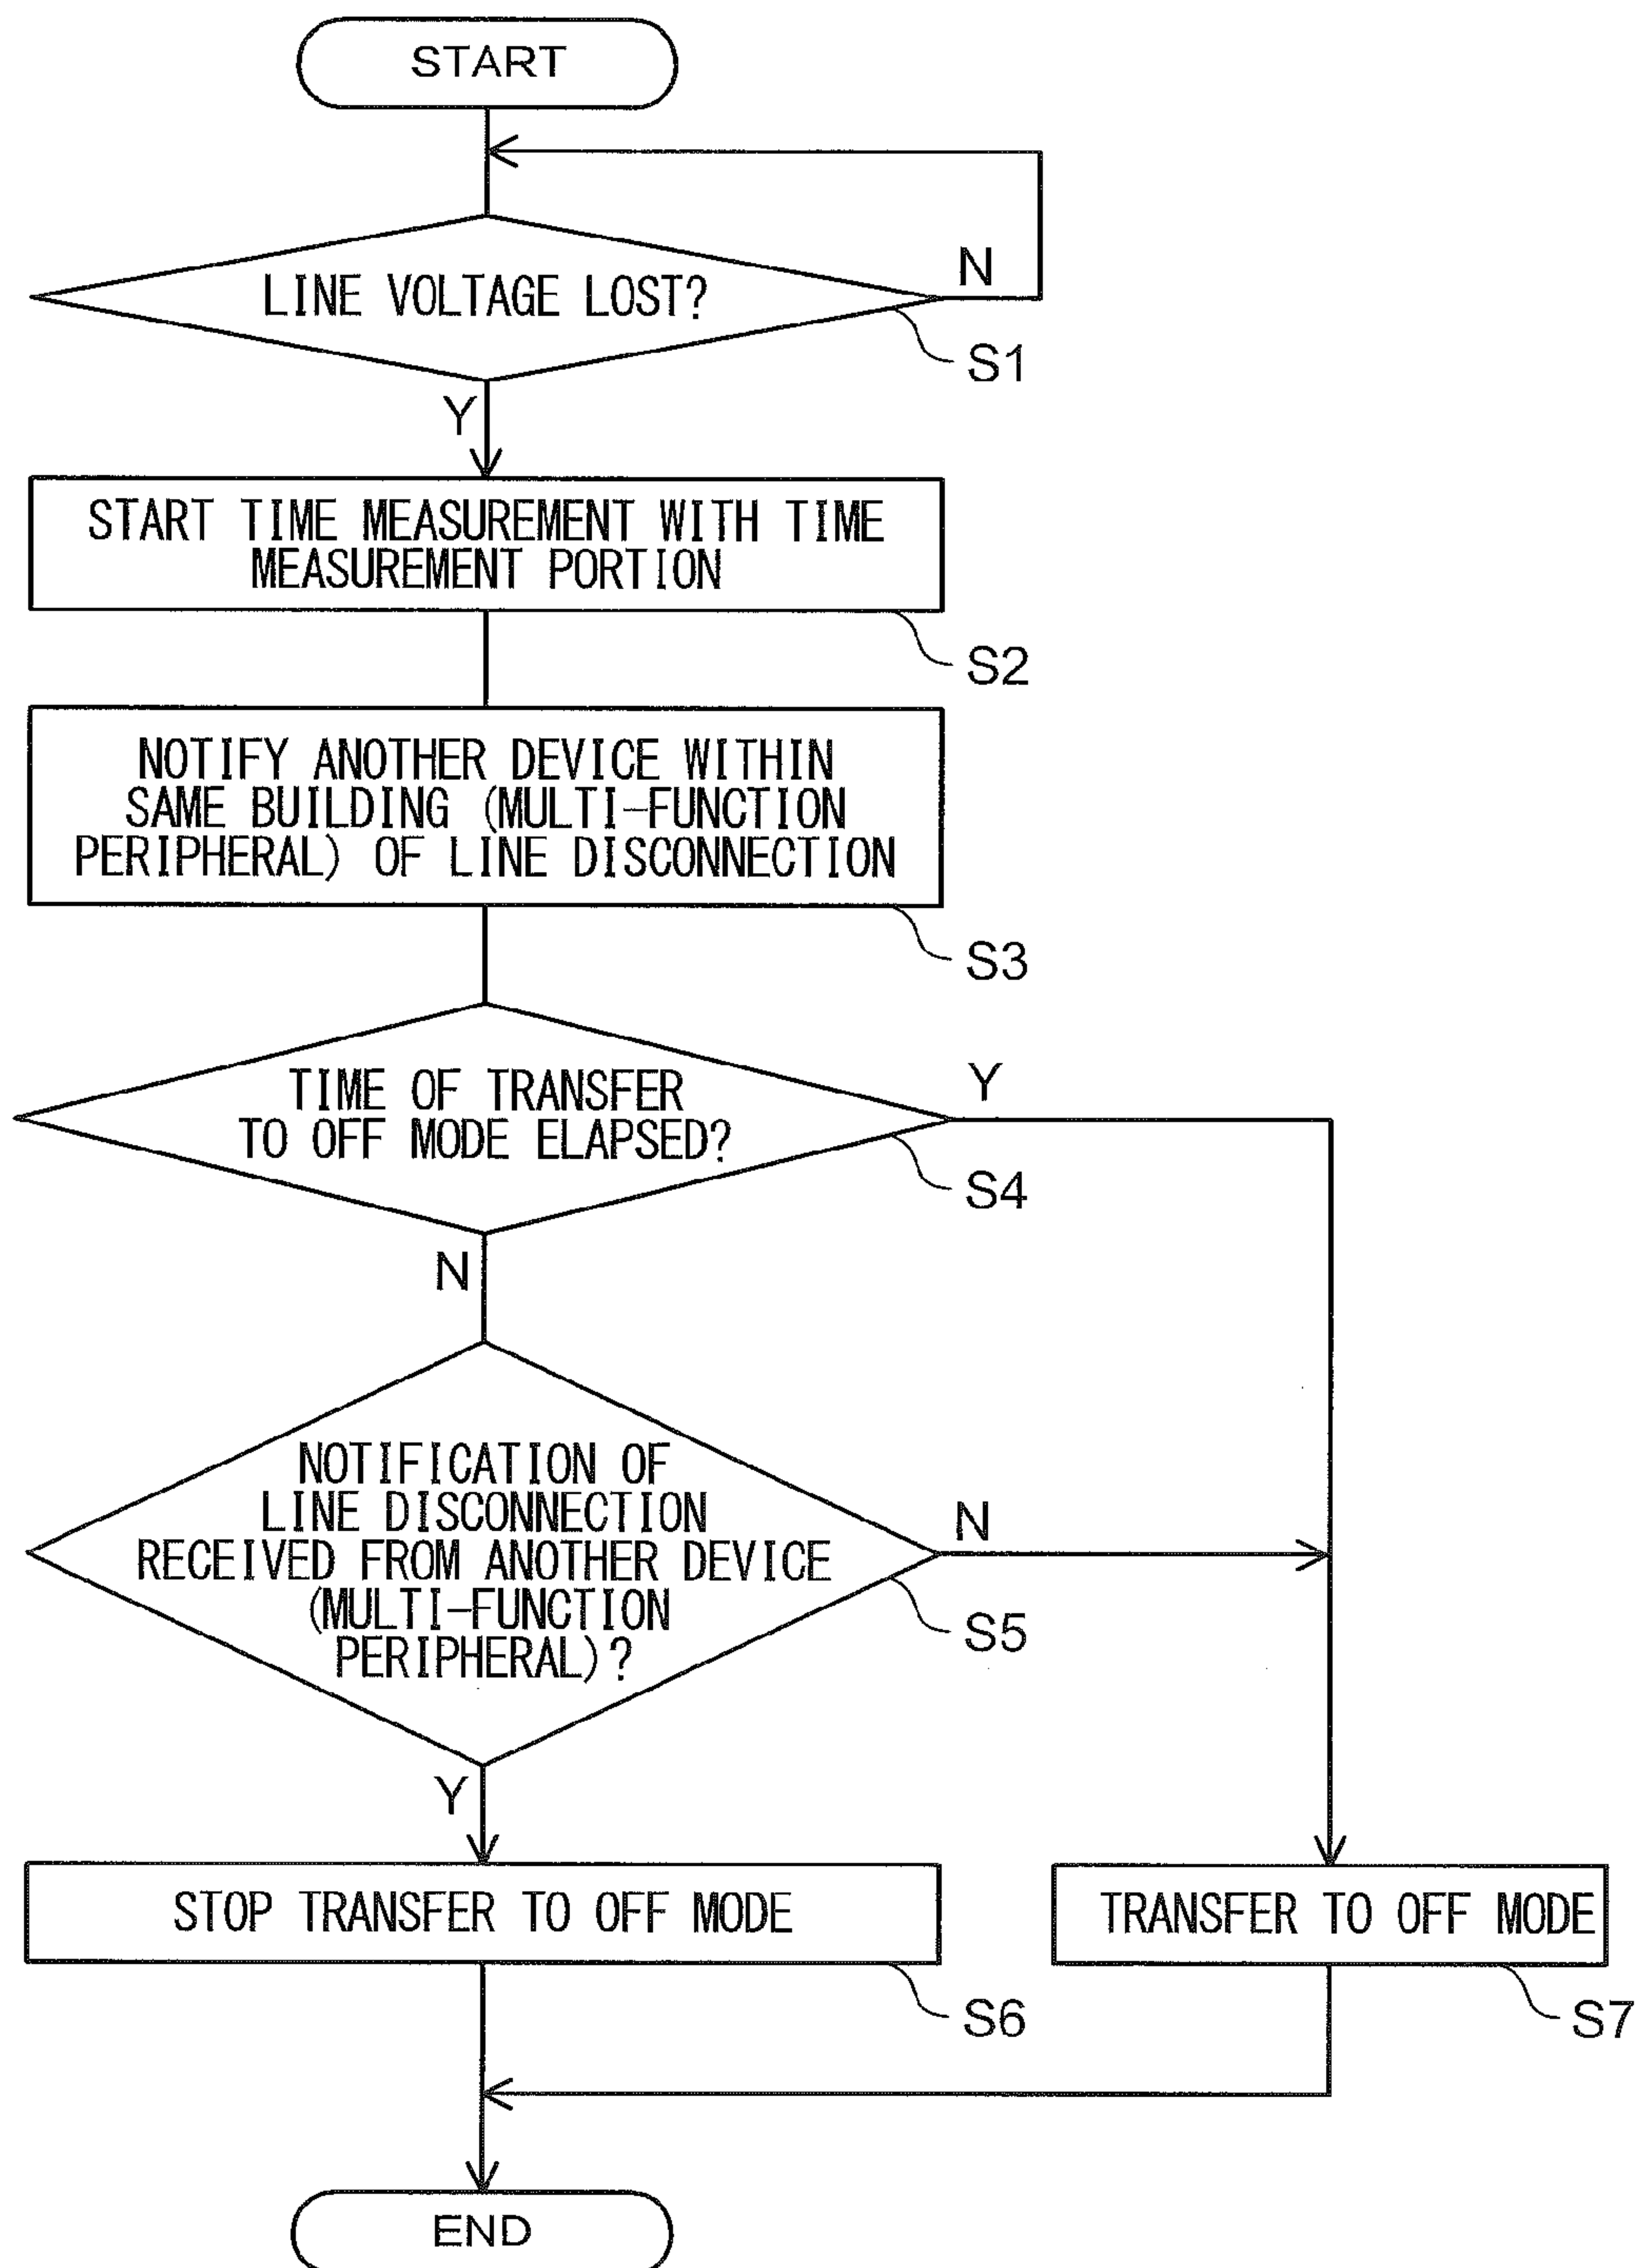 START
LINE VOLTAGE LOST?
N
S1
Y
START TIME MEASUREMENT WITH TIME
MEASUREMENT PORTION
S2
NOTIFY ANOTHER DEVICE WITHIN
SAME BUILDING (MULTI-FUNCTION
PERIPHERAL) OF LINE DISCONNECTION
S3
TIME OF TRANSFER
TO OFF MODE ELAPSED?
Y
S4
N
NOTIFICATION OF
LINE DISCONNECTION
RECEIVED FROM ANOTHER DEVICE
(MULTI-FUNCTION
PERIPHERAL)?
N
S5
Y
STOP TRANSFER TO OFF MODE
S6
TRANSFER TO OFF MODE
S7
END